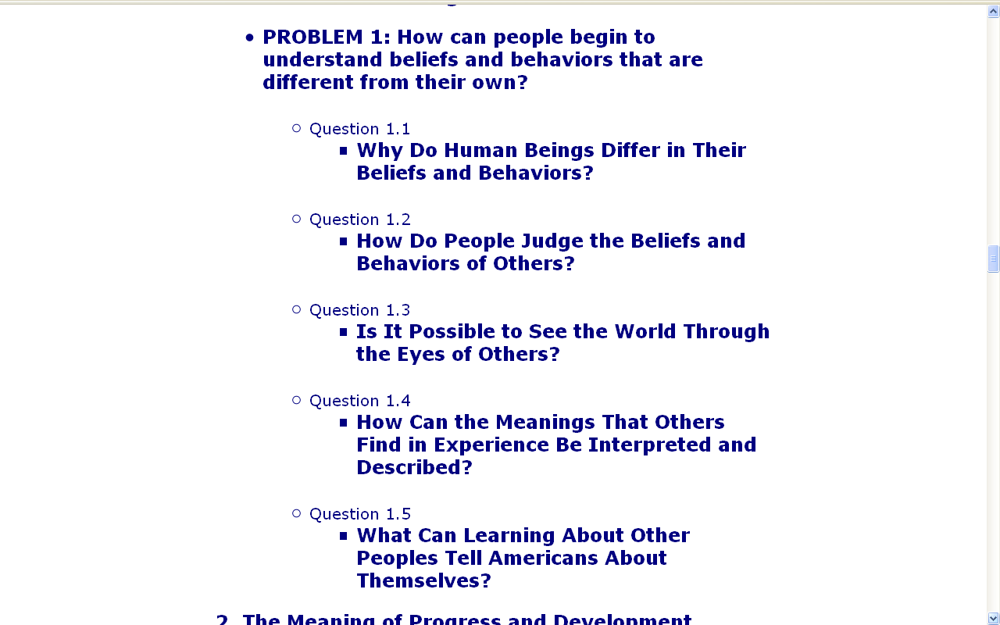 PROBLEM 1: How can people begin to
understand beliefs and behaviors that are
different from their own?
Question 1.1
Why Do Human Beings Differ in Their
Beliefs and Behaviors?
Question 1.2
How Do People Judge the Beliefs and
Behaviors of Others?
Question 1.3
Is It Possible to See the World Through
the Eyes of Others?
Question 1.4
How Can the Meanings That Others
Find in Experience Be Interpreted and
Described?
Question 1.5
What Can Learning About Other
Peoples Tell Americans About
Themselves?
2. The Meaning of Progress and Development